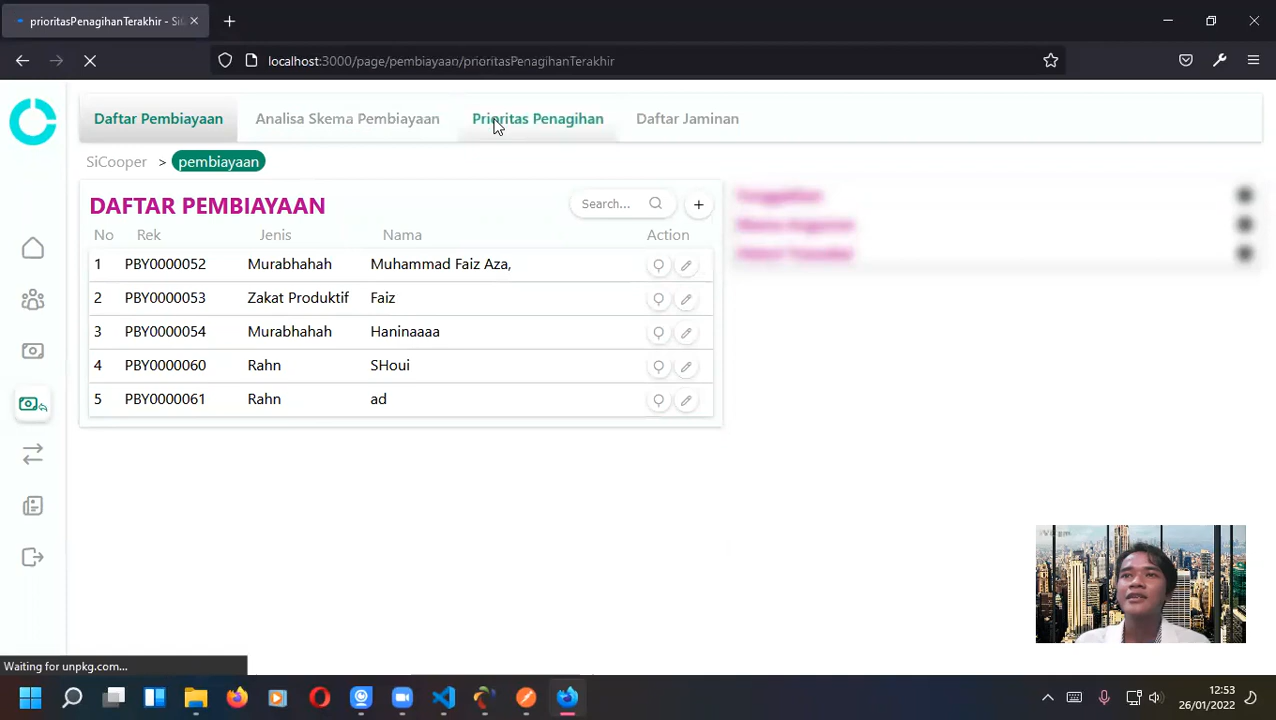 prioritasPenagihanTerakhir - Si
localhost:3000/page/pembiayaan/prioritasPenagihanTerakhir
Daftar Pembiayaan Analisa Skema Pembiayaan Prioritas Penagihan Daftar Jaminan
SiCooper > pembiayaan
DAFTAR PEMBIAYAAN Search... +
No Rek Jenis Nama Action
1 PBY0000052 Murabhahah Muhammad Faiz Aza,
2 PBY0000053 Zakat Produktif Faiz
3 PBY0000054 Murabhahah Haninaaaa
4 PBY0000060 Rahn SHoui
5 PBY0000061 Rahn ad
Waiting for unpkg.com...
12:53
26/01/2022